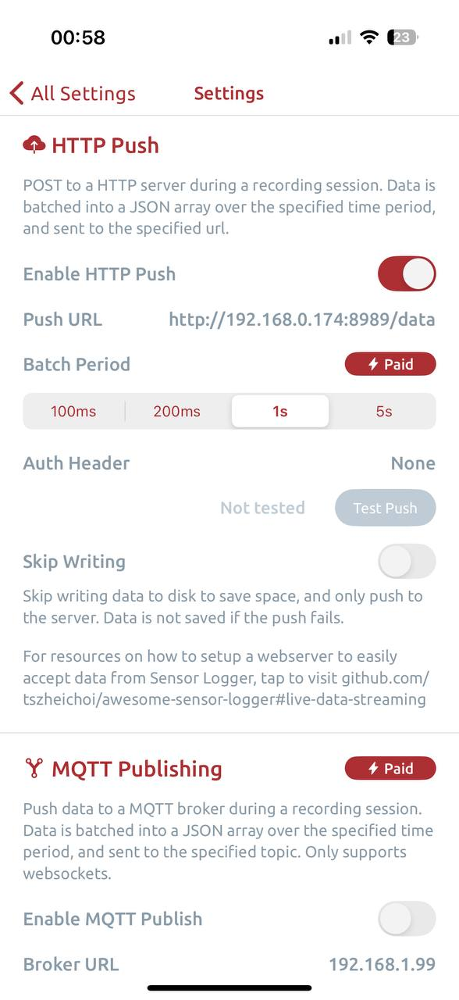 00:58
23
All Settings
Settings
HTTP Push
POST to a HTTP server during a recording session. Data is
batched into a JSON array over the specified time period,
and sent to the specified url.
Enable HTTP Push
Push URL http://192.168.0.174:8989/data
Batch Period Paid
100ms 200ms 1s 5s
Auth Header None
Not tested Test Push
Skip Writing
Skip writing data to disk to save space, and only push to
the server. Data is not saved if the push fails.
For resources on how to setup a webserver to easily
accept data from Sensor Logger, tap to visit github.com/
tszheichoi/awesome-sensor-logger#live-data-streaming
MQTT Publishing Paid
Push data to a MQTT broker during a recording session.
Data is batched into a JSON array over the specified time
period, and sent to the specified topic. Only supports
websockets.
Enable MQTT Publish
Broker URL 192.168.1.99